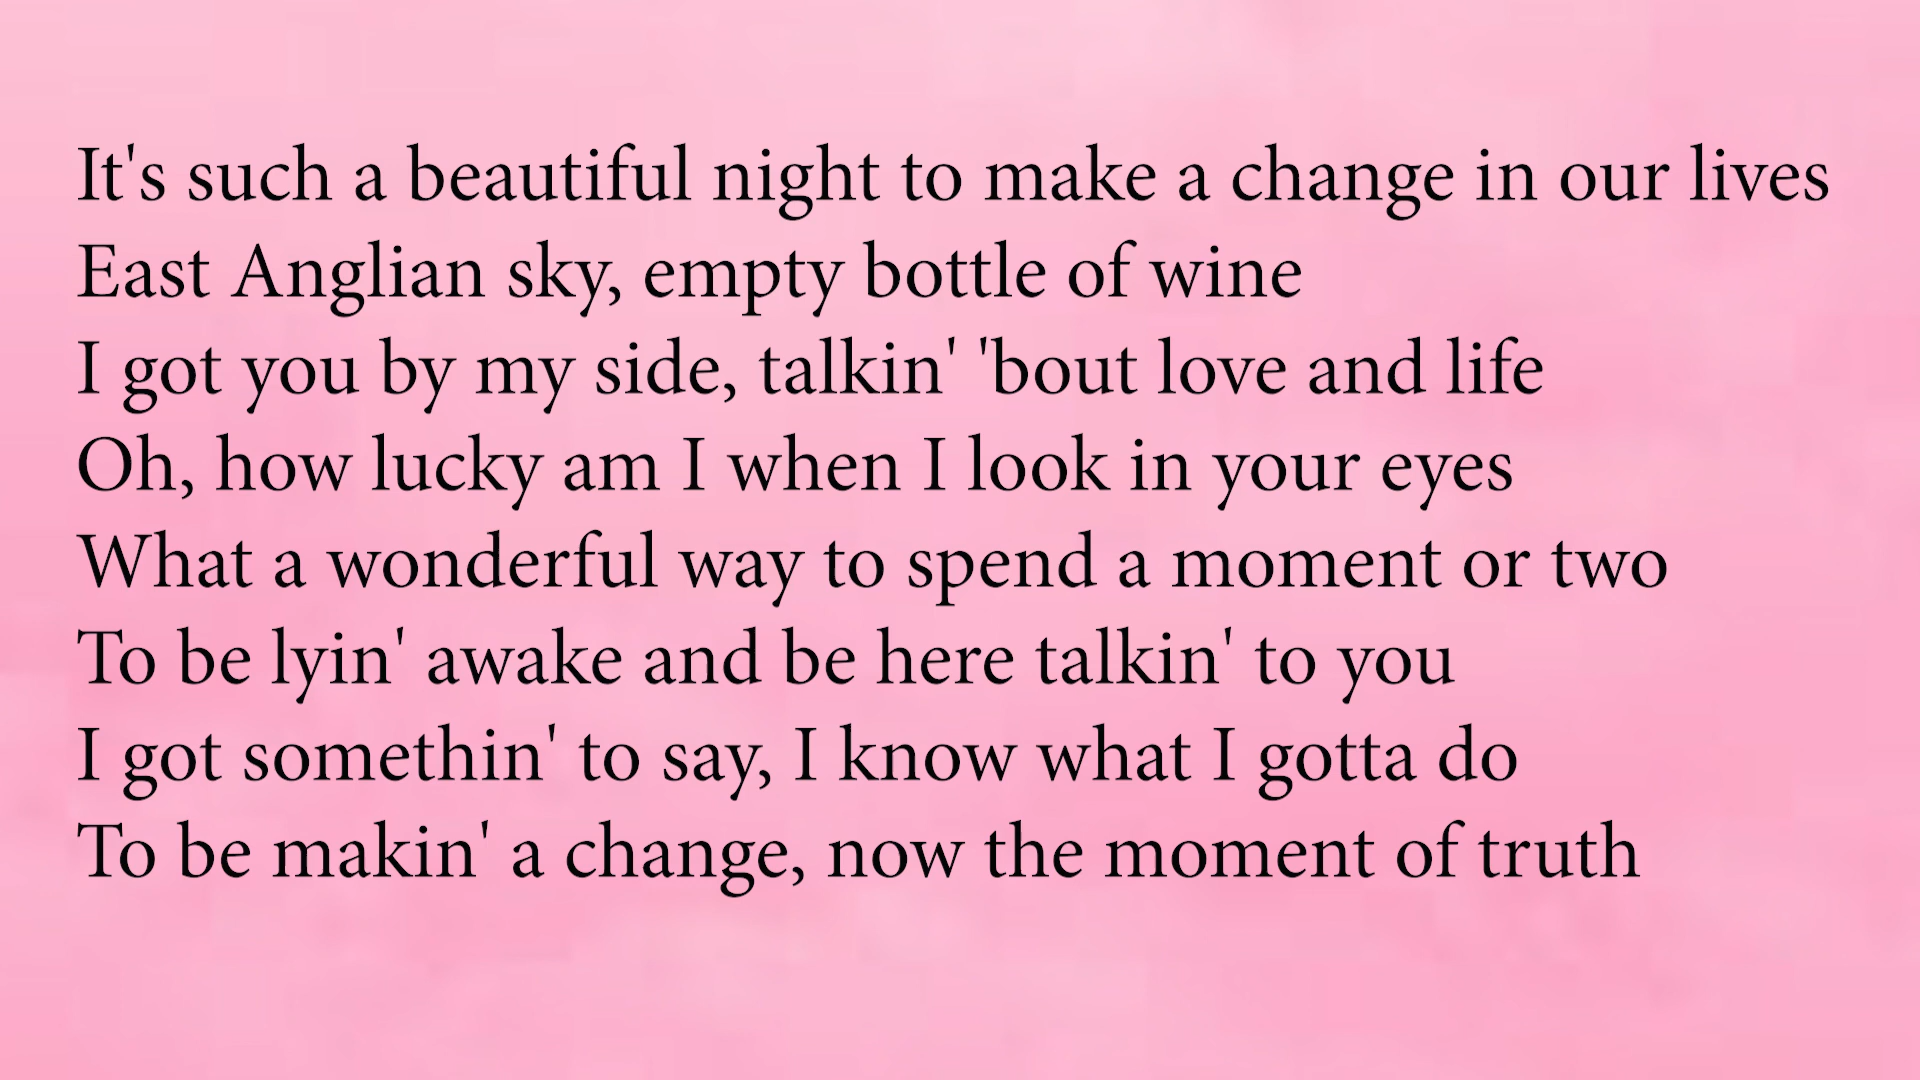 It's such a beautiful night to make a change in our lives
East Anglian sky, empty bottle of wine
I got you by my side, talkin' 'bout love and life
Oh, how lucky am I when I look in your eyes
What a wonderful way to spend a moment or two
To be lyin' awake and be here talkin' to you
I got somethin' to say, I know what I gotta do
To be makin' a change, now the moment of truth